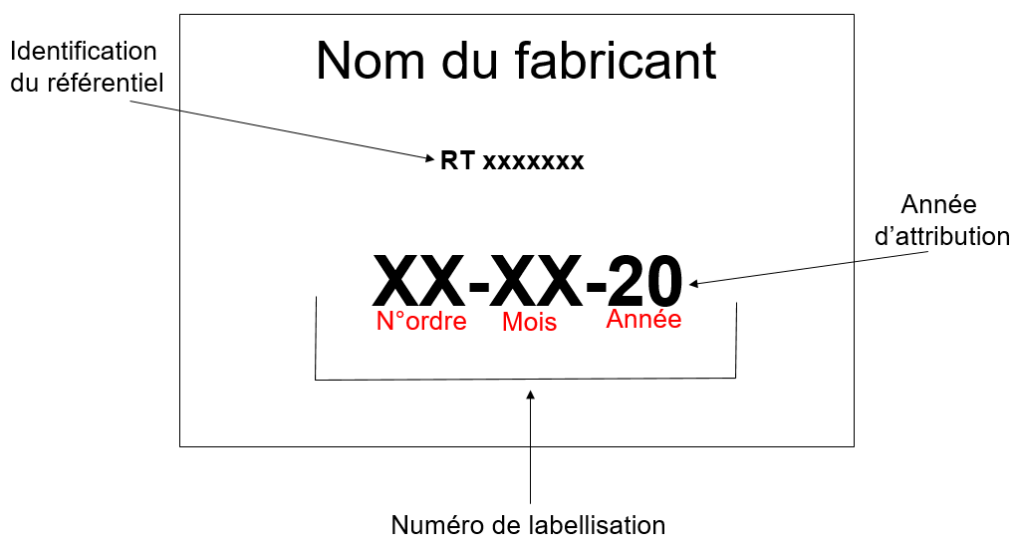 Identification
du référentiel
Nom du fabricant
RT xxxxxxx
Année
d’attribution
XX-XX-20
N°ordre Mois Année
Numéro de labellisation